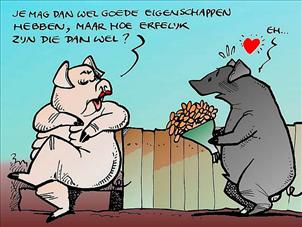 JE MAG DAN WEL GOEDE EIGENSCHAPPEN
HEBBEN, MAAR HOE ERFELIJK
ZIJN DIE DAN WEL?
EH...